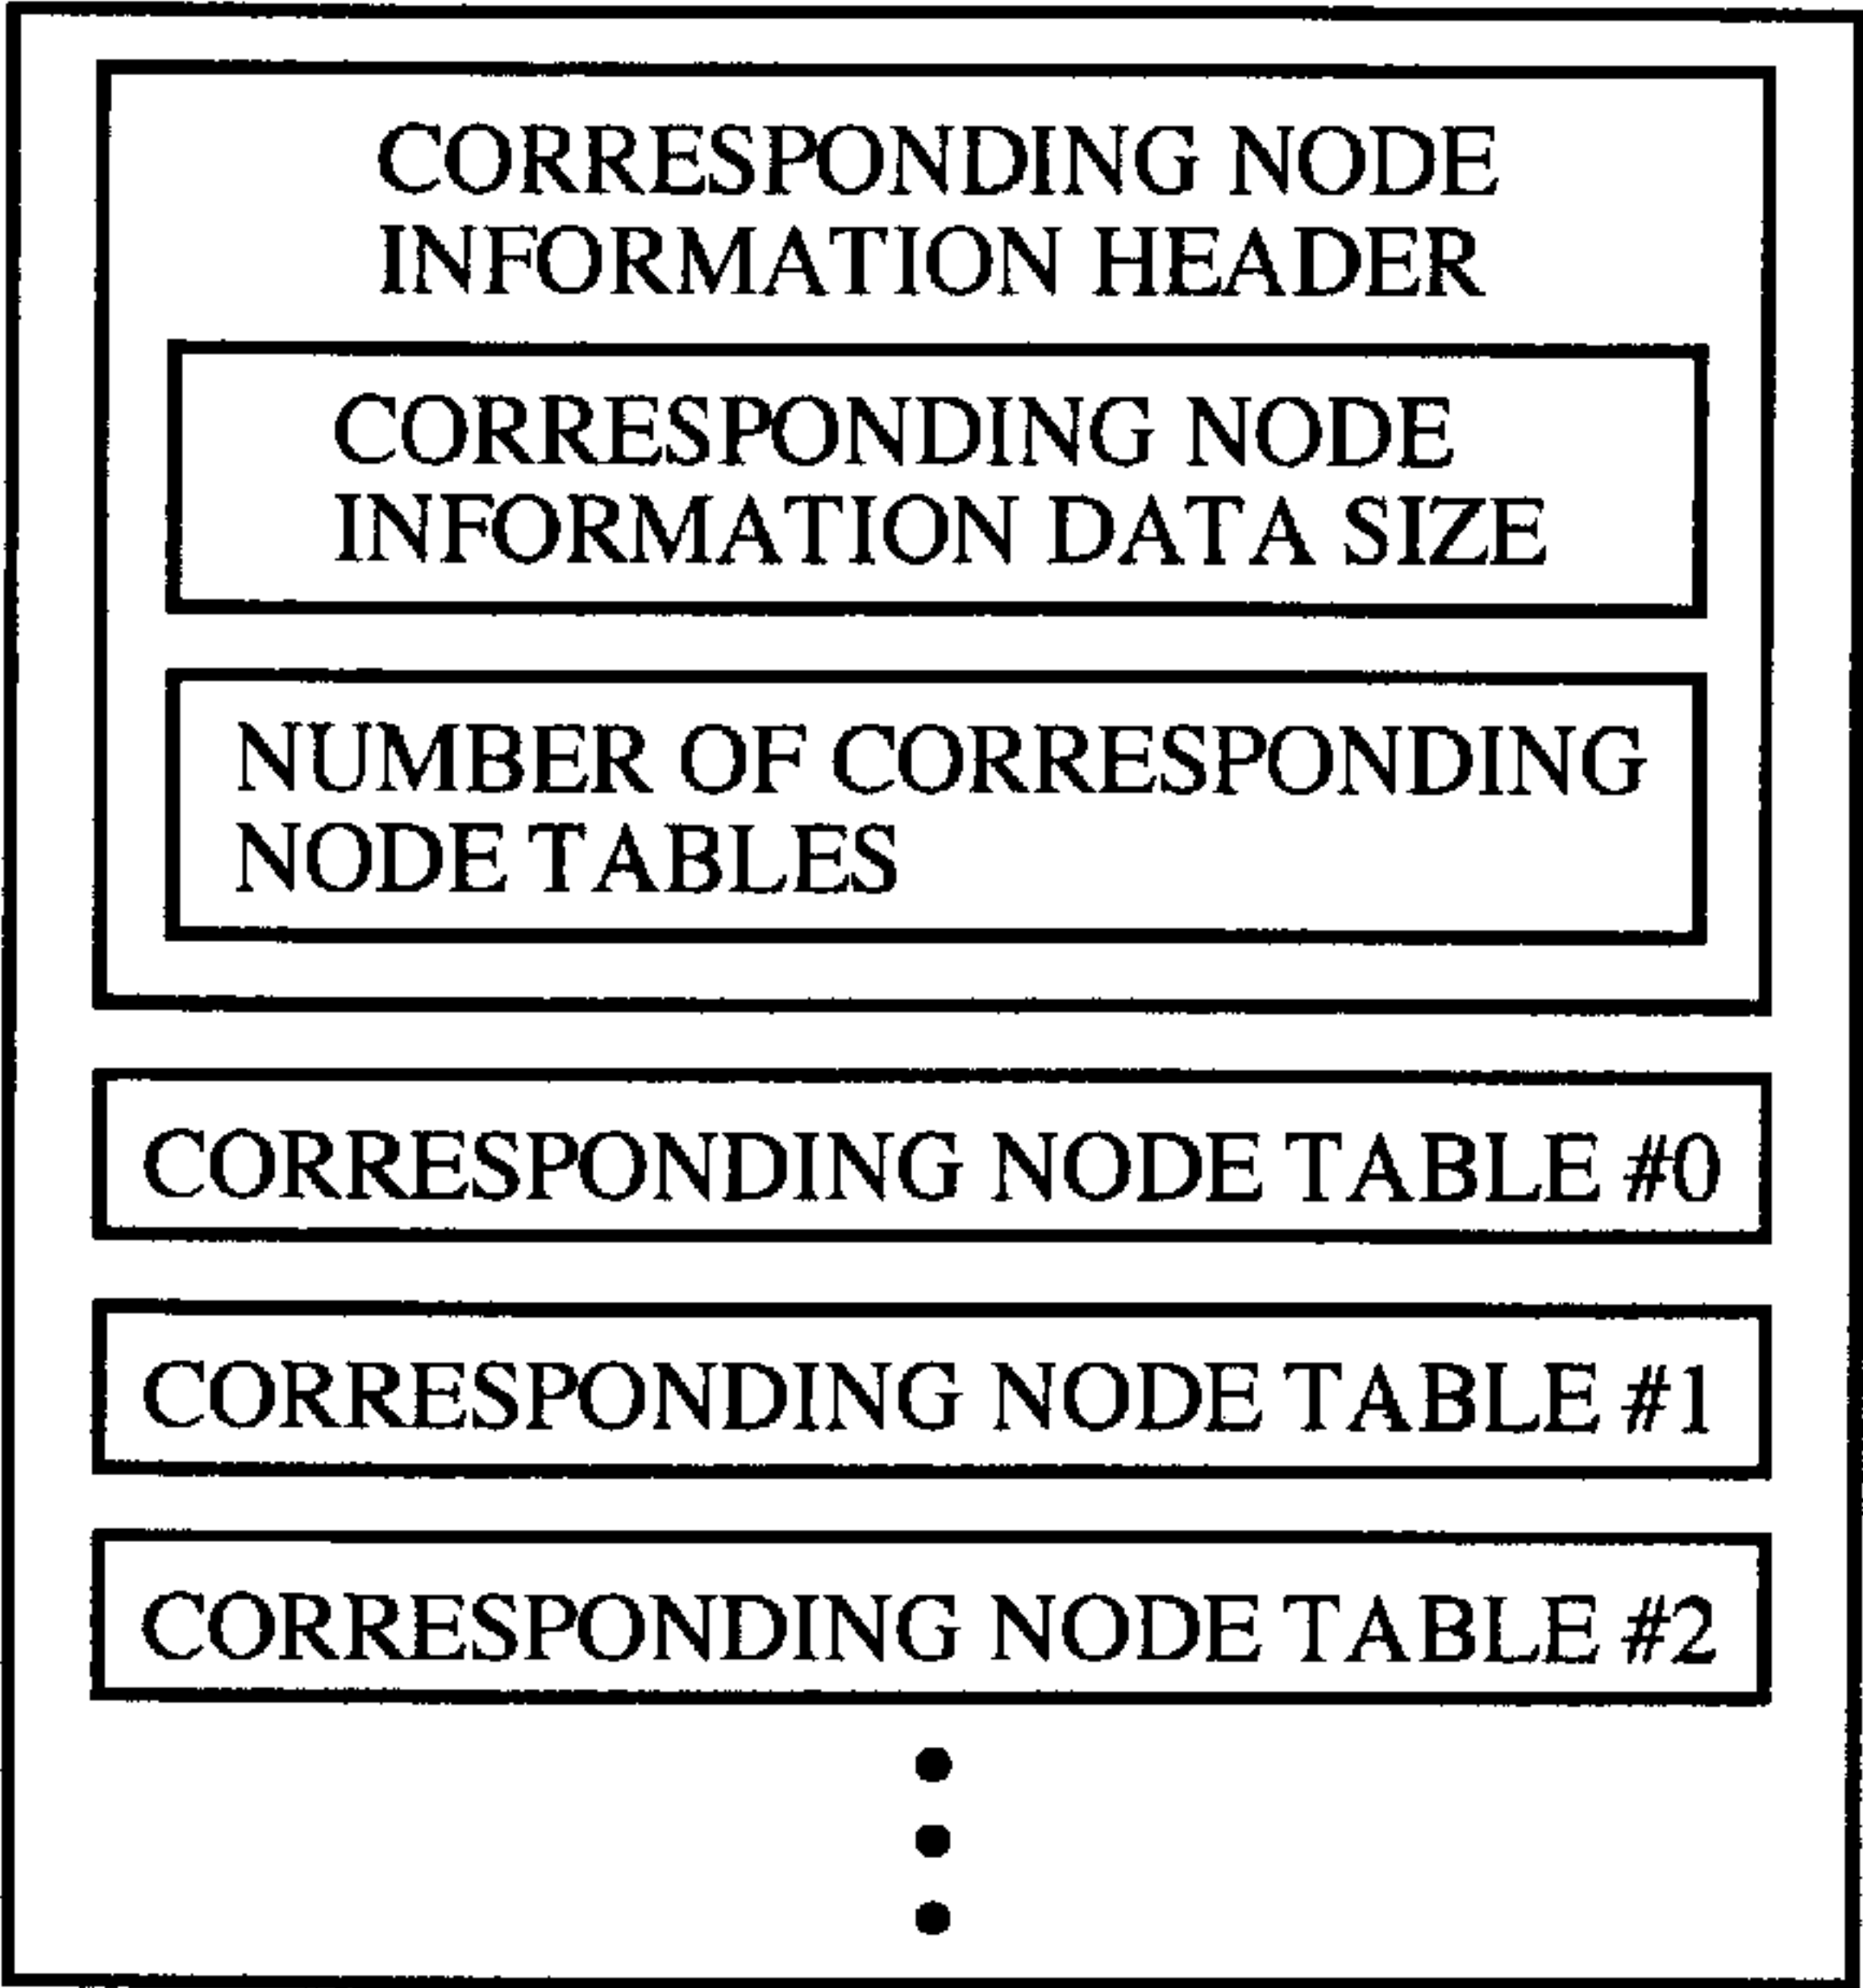 CORRESPONDING NODE
INFORMATION HEADER
CORRESPONDING NODE
INFORMATION DATA SIZE
NUMBER OF CORRESPONDING
NODE TABLES
CORRESPONDING NODE TABLE #0
CORRESPONDING NODE TABLE #1
CORRESPONDING NODE TABLE #2